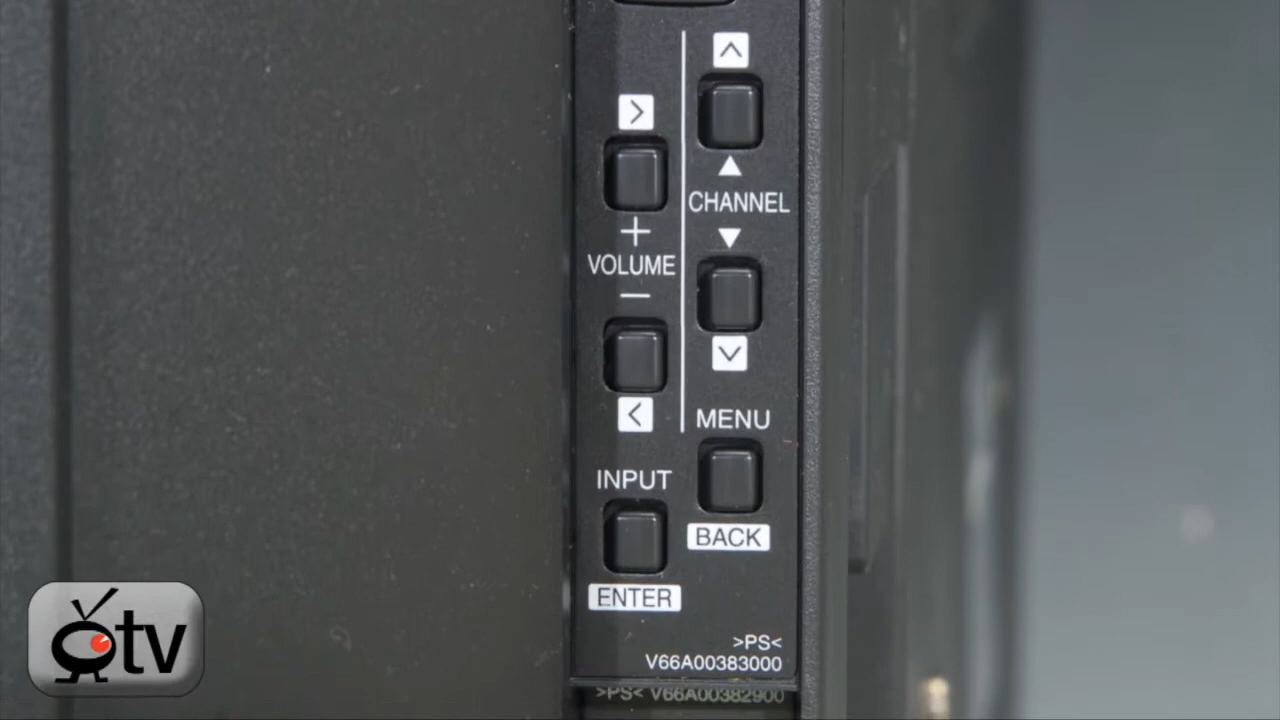 CHANNEL
VOLUME
MENU
INPUT
BACK
ENTER
>PS<
V66A00383000
>PS< V66A00382900
tv